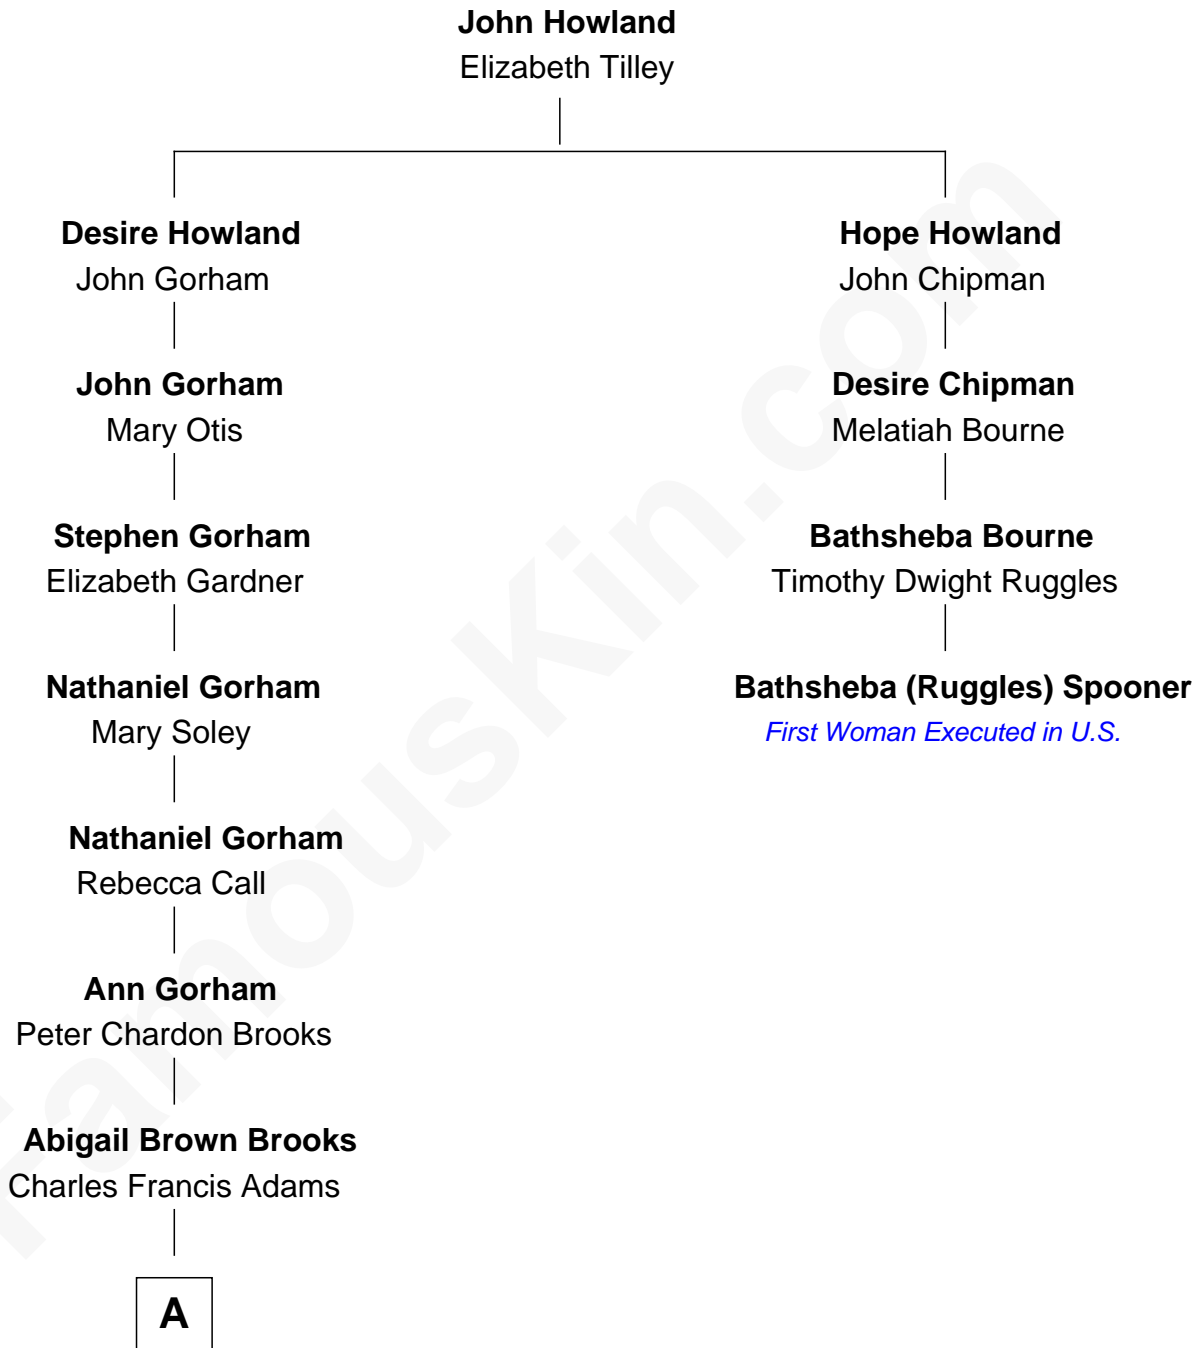 John Howland
Elizabeth Tilley
Desire Howland
John Gorham
Hope Howland
John Chipman
John Gorham
Mary Otis
Desire Chipman
Melatiah Bourne
Stephen Gorham
Elizabeth Gardner
Bathsheba Bourne
Timothy Dwight Ruggles
Nathaniel Gorham
Mary Soley
Bathsheba (Ruggles) Spooner
First Woman Executed in U.S.
Nathaniel Gorham
Rebecca Call
Ann Gorham
Peter Chardon Brooks
Abigail Brown Brooks
Charles Francis Adams
A
FamousKin.com